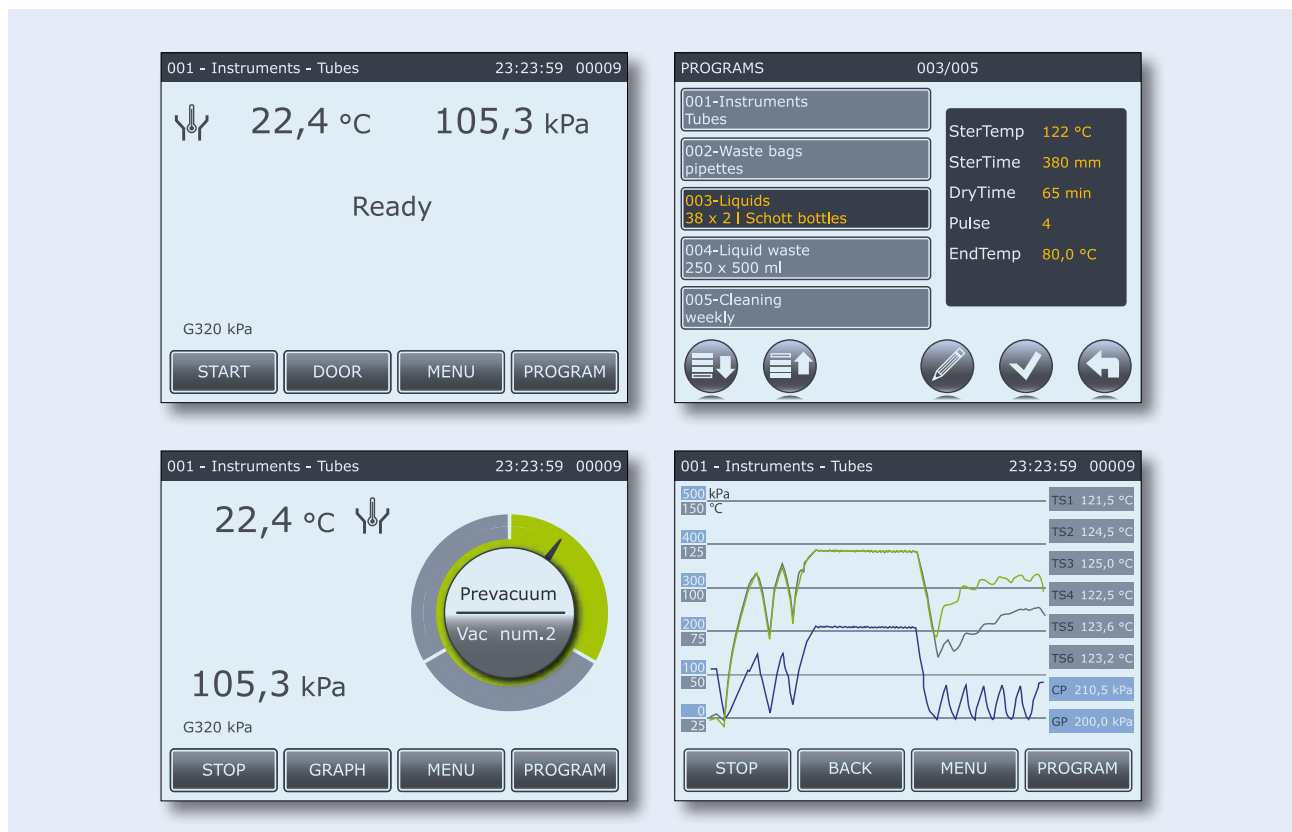 001 - Instruments - Tubes 23:23:59 00009
22,4 °C 105,3 kPa
Ready
G320 kPa
START DOOR MENU PROGRAM
PROGRAMS 003/005
001-Instruments
Tubes
002-Waste bags
pipettes
003-Liquids
38 x 2 l Schott bottles
004-Liquid waste
250 x 500 ml
005-Cleaning
weekly
SterTemp 122 °C
SterTime 380 mm
DryTime 65 min
Pulse 4
EndTemp 80,0 °C
001 - Instruments - Tubes 23:23:59 00009
22,4 °C
Prevacuum
Vac num.2
105,3 kPa
G320 kPa
STOP GRAPH MENU PROGRAM
001 - Instruments - Tubes 23:23:59 00009
500 kPa
150 °C
400
125
300
100
200
75
100
50
0
25
TS1 121,5 °C
TS2 124,5 °C
TS3 125,0 °C
TS4 122,5 °C
TS5 123,6 °C
TS6 123,2 °C
CP 210,5 kPa
GP 200,0 kPa
STOP BACK MENU PROGRAM